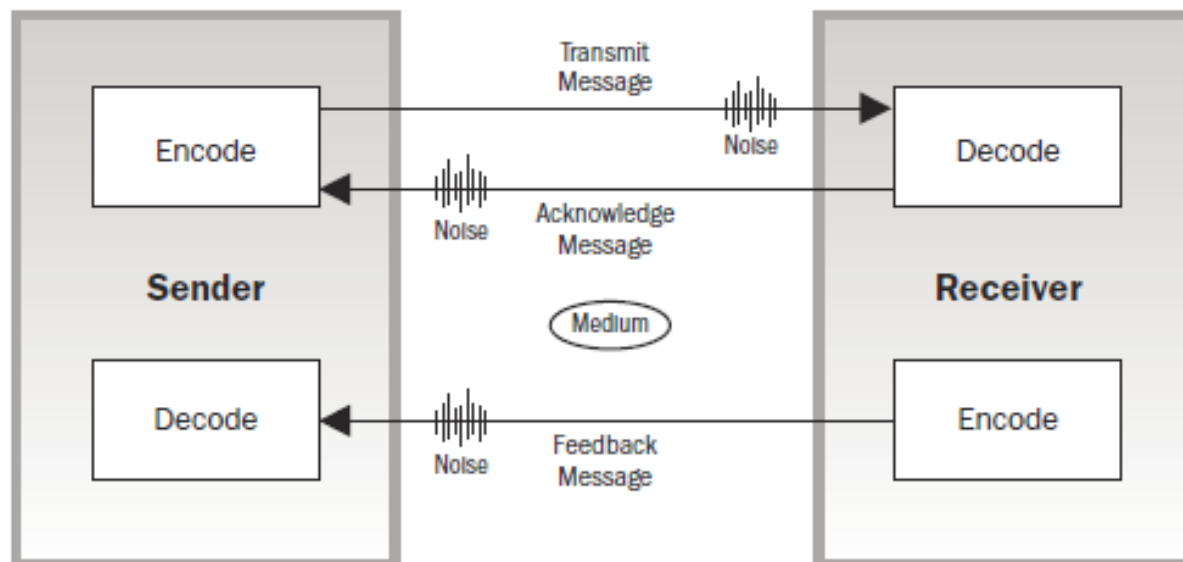 Transmit
Message
Encode
Noise
Decode
Noise
Acknowledge
Message
Sender
Receiver
Medium
Decode
Noise
Feedback
Message
Encode